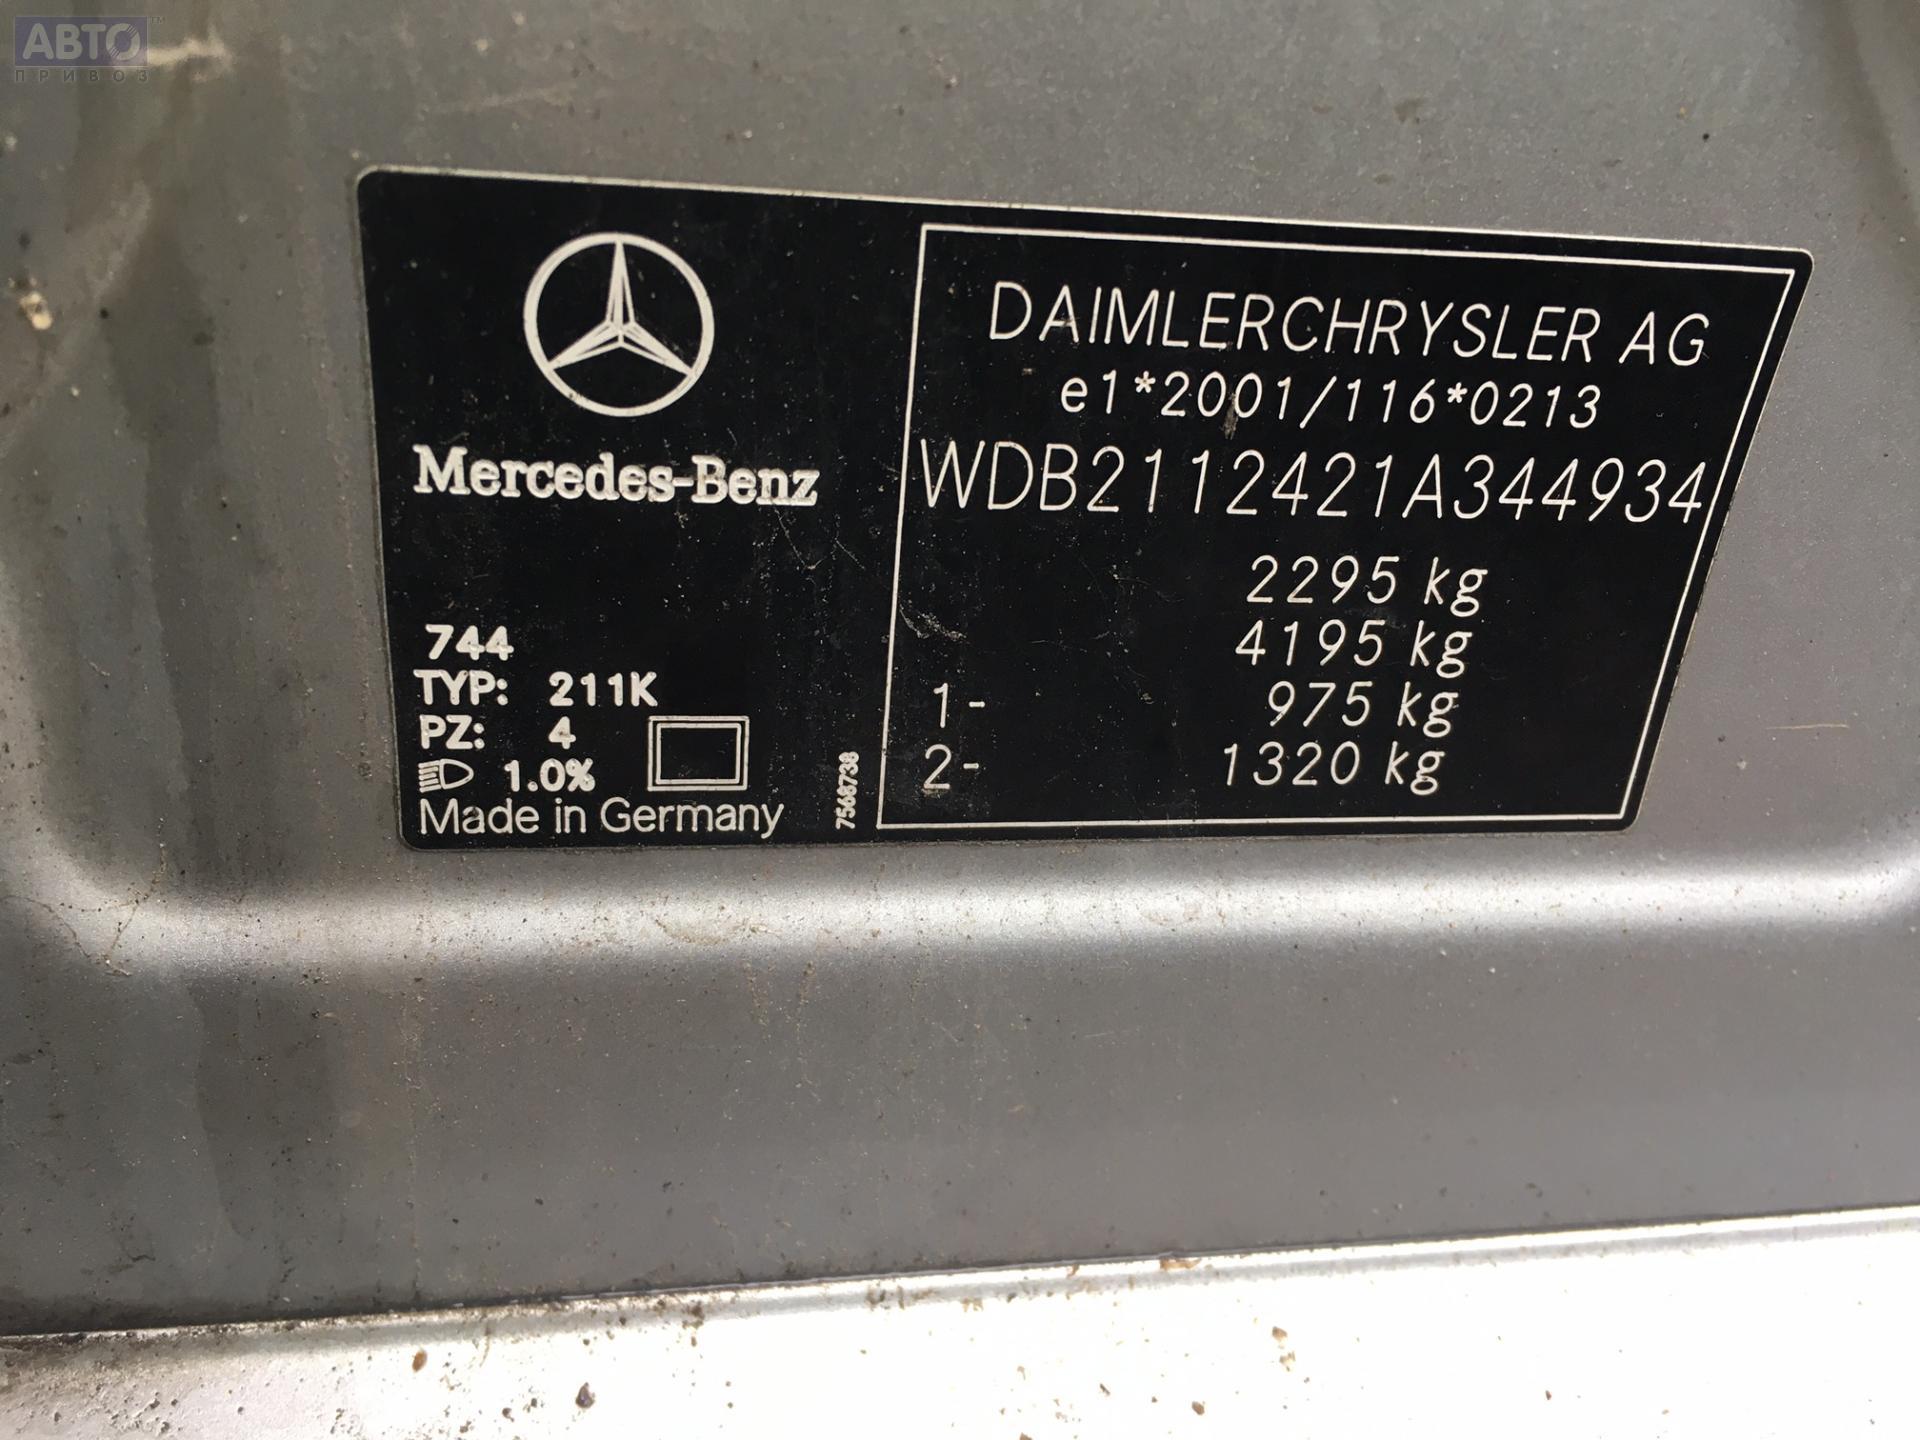 АВТО™
ПРИВОЗ
Mercedes-Benz
744
TYP: 211K
PZ: 4
1.0%
Made in Germany
7568738
DAIMLERCHRYSLER AG
e1*2001/116*0213
WDB2112421A344934
2295 kg
4195 kg
1- 975 kg
2- 1320 kg